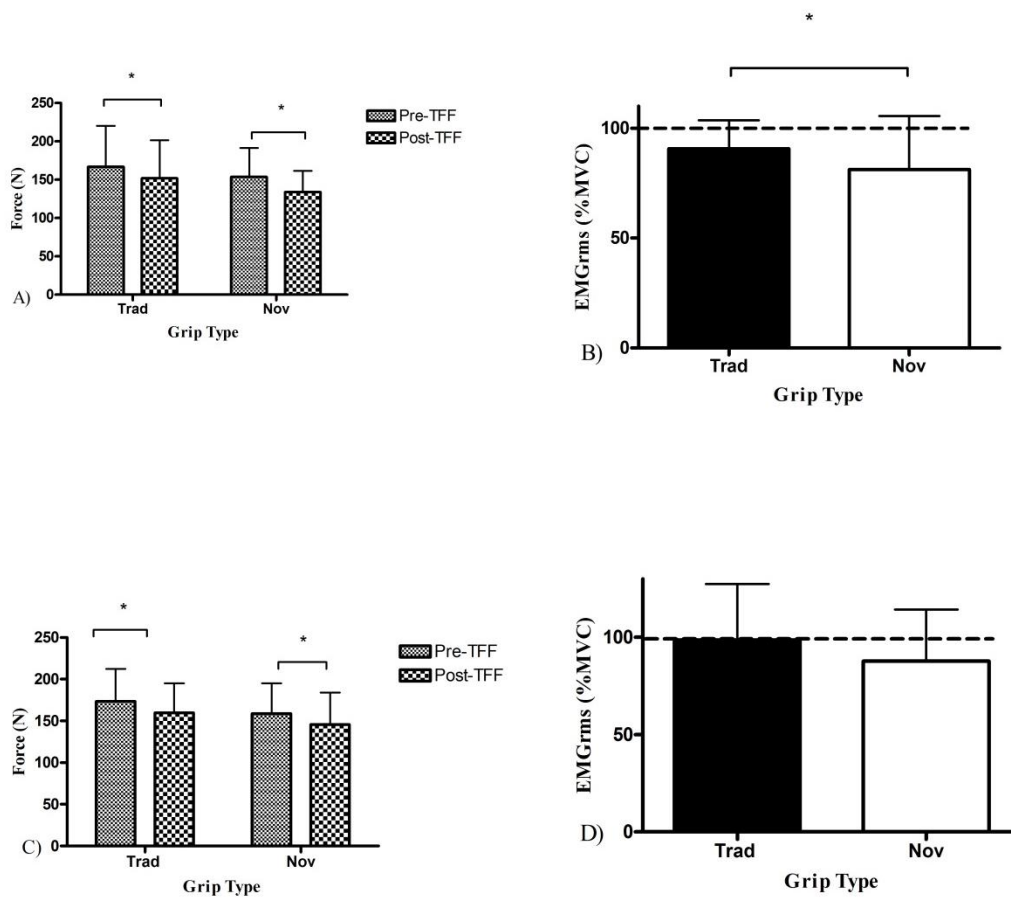 *
*
Pre-TFF
Post-TFF
250
200
150
100
50
0
Force (N)
Trad
Nov
Grip Type
A)
*
100
50
0
EMGrms (%MVC)
Trad
Nov
Grip Type
B)
*
*
Pre-TFF
Post-TFF
250
200
150
100
50
0
Force (N)
Trad
Nov
Grip Type
C)
100
50
0
EMGrms (%MVC)
Trad
Nov
Grip Type
D)